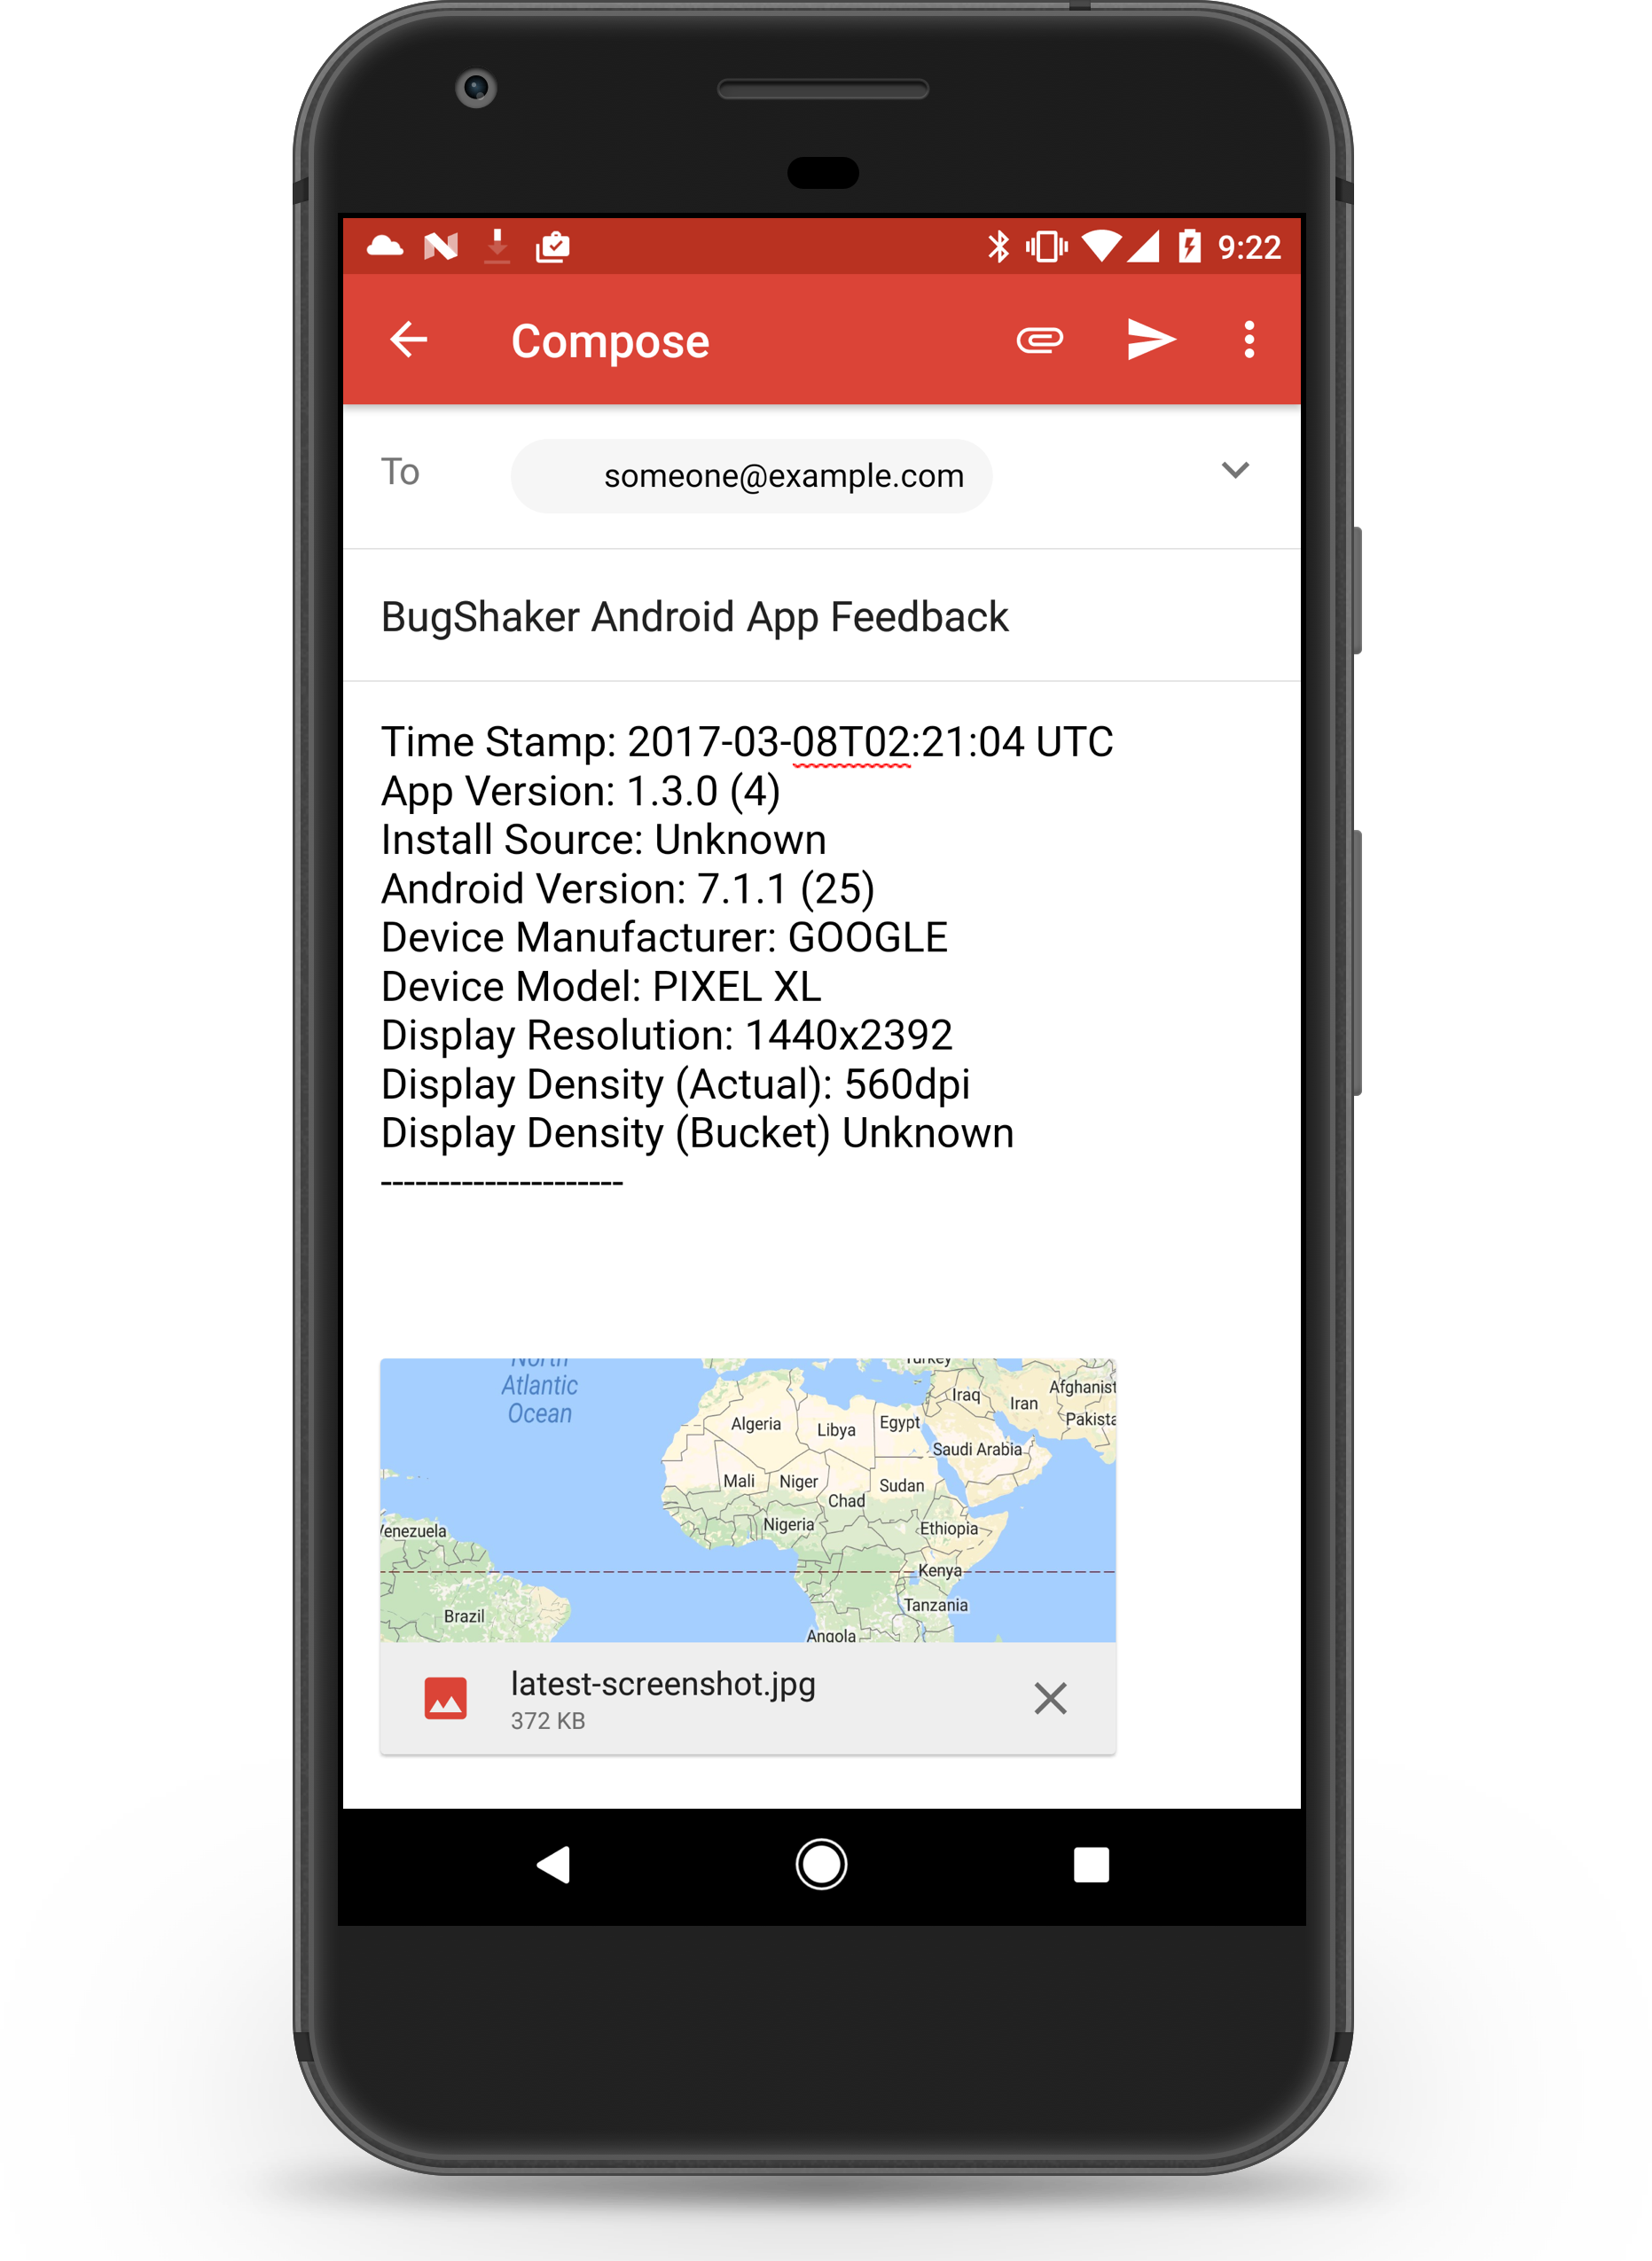 9:22
Compose
To
someone@example.com
BugShaker Android App Feedback
Time Stamp: 2017-03-08T02:21:04 UTC
App Version: 1.3.0 (4)
Install Source: Unknown
Android Version: 7.1.1 (25)
Device Manufacturer: GOOGLE
Device Model: PIXEL XL
Display Resolution: 1440x2392
Display Density (Actual): 560dpi
Display Density (Bucket) Unknown
---------------------
North
Atlantic
Ocean
Turkey
Iraq
Iran
Afghanist
Pakista
Algeria
Libya
Egypt
Saudi Arabia
Mali
Niger
Chad
Sudan
Nigeria
Ethiopia
Venezuela
Kenya
Brazil
Tanzania
Angola
latest-screenshot.jpg
372 KB